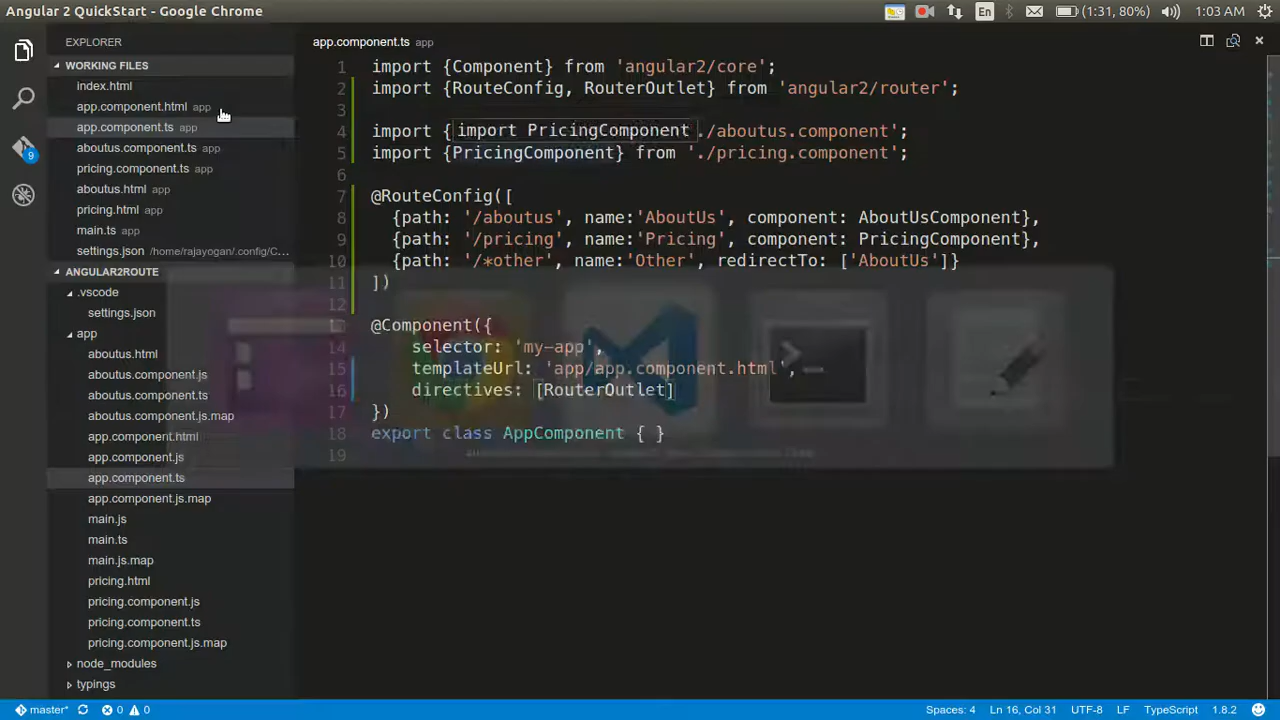 Angular 2 QuickStart - Google Chrome
En
(1:31, 80%)
1:03 AM
EXPLORER
WORKING FILES
index.html
app.component.html app
app.component.ts app
aboutus.component.ts app
pricing.component.ts app
aboutus.html app
pricing.html app
main.ts app
settings.json /home/rajayogan/.config/C...
ANGULAR2ROUTE
.vscode
settings.json
app
aboutus.html
aboutus.component.js
aboutus.component.ts
aboutus.component.js.map
app.component.html
app.component.js
app.component.ts
app.component.js.map
main.js
main.ts
main.js.map
pricing.html
pricing.component.js
pricing.component.ts
pricing.component.js.map
node_modules
typings
9
app.component.ts app
1 import {Component} from 'angular2/core';
2 import {RouteConfig, RouterOutlet} from 'angular2/router';
3
4 import { import PricingComponent ./aboutus.component';
5 import {PricingComponent} from './pricing.component';
6
7 @RouteConfig([
8 {path: '/aboutus', name:'AboutUs', component: AboutUsComponent},
9 {path: '/pricing', name:'Pricing', component: PricingComponent},
10 {path: '/*other', name:'Other', redirectTo: ['AboutUs']}
11 ])
12
13 @Component({
14 selector: 'my-app',
15 templateUrl: 'app/app.component.html',
16 directives: [RouterOutlet]
17 })
18 export class AppComponent { }
19
master* 0 0
Spaces: 4 Ln 16, Col 31 UTF-8 LF TypeScript 1.8.2